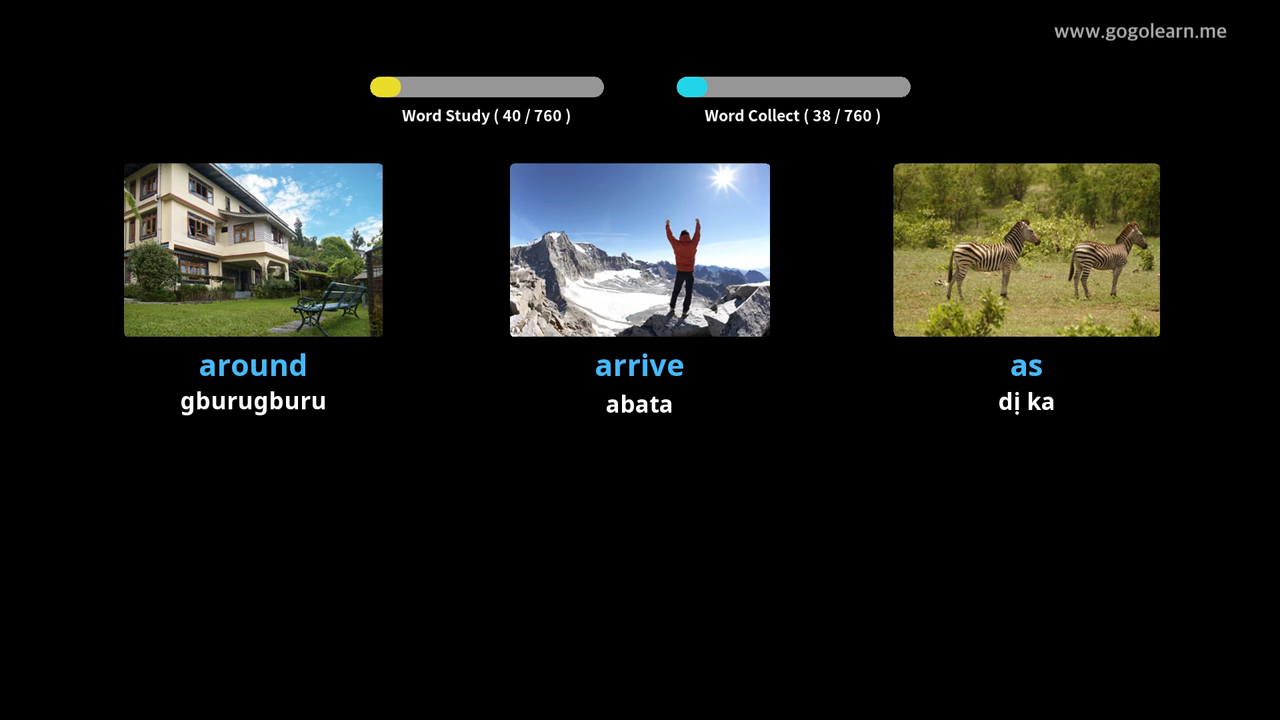 www.gogolearn.me
Word Study ( 40 / 760 )
Word Collect ( 38 / 760 )
around
gburugburu
arrive
abata
as
dị ka